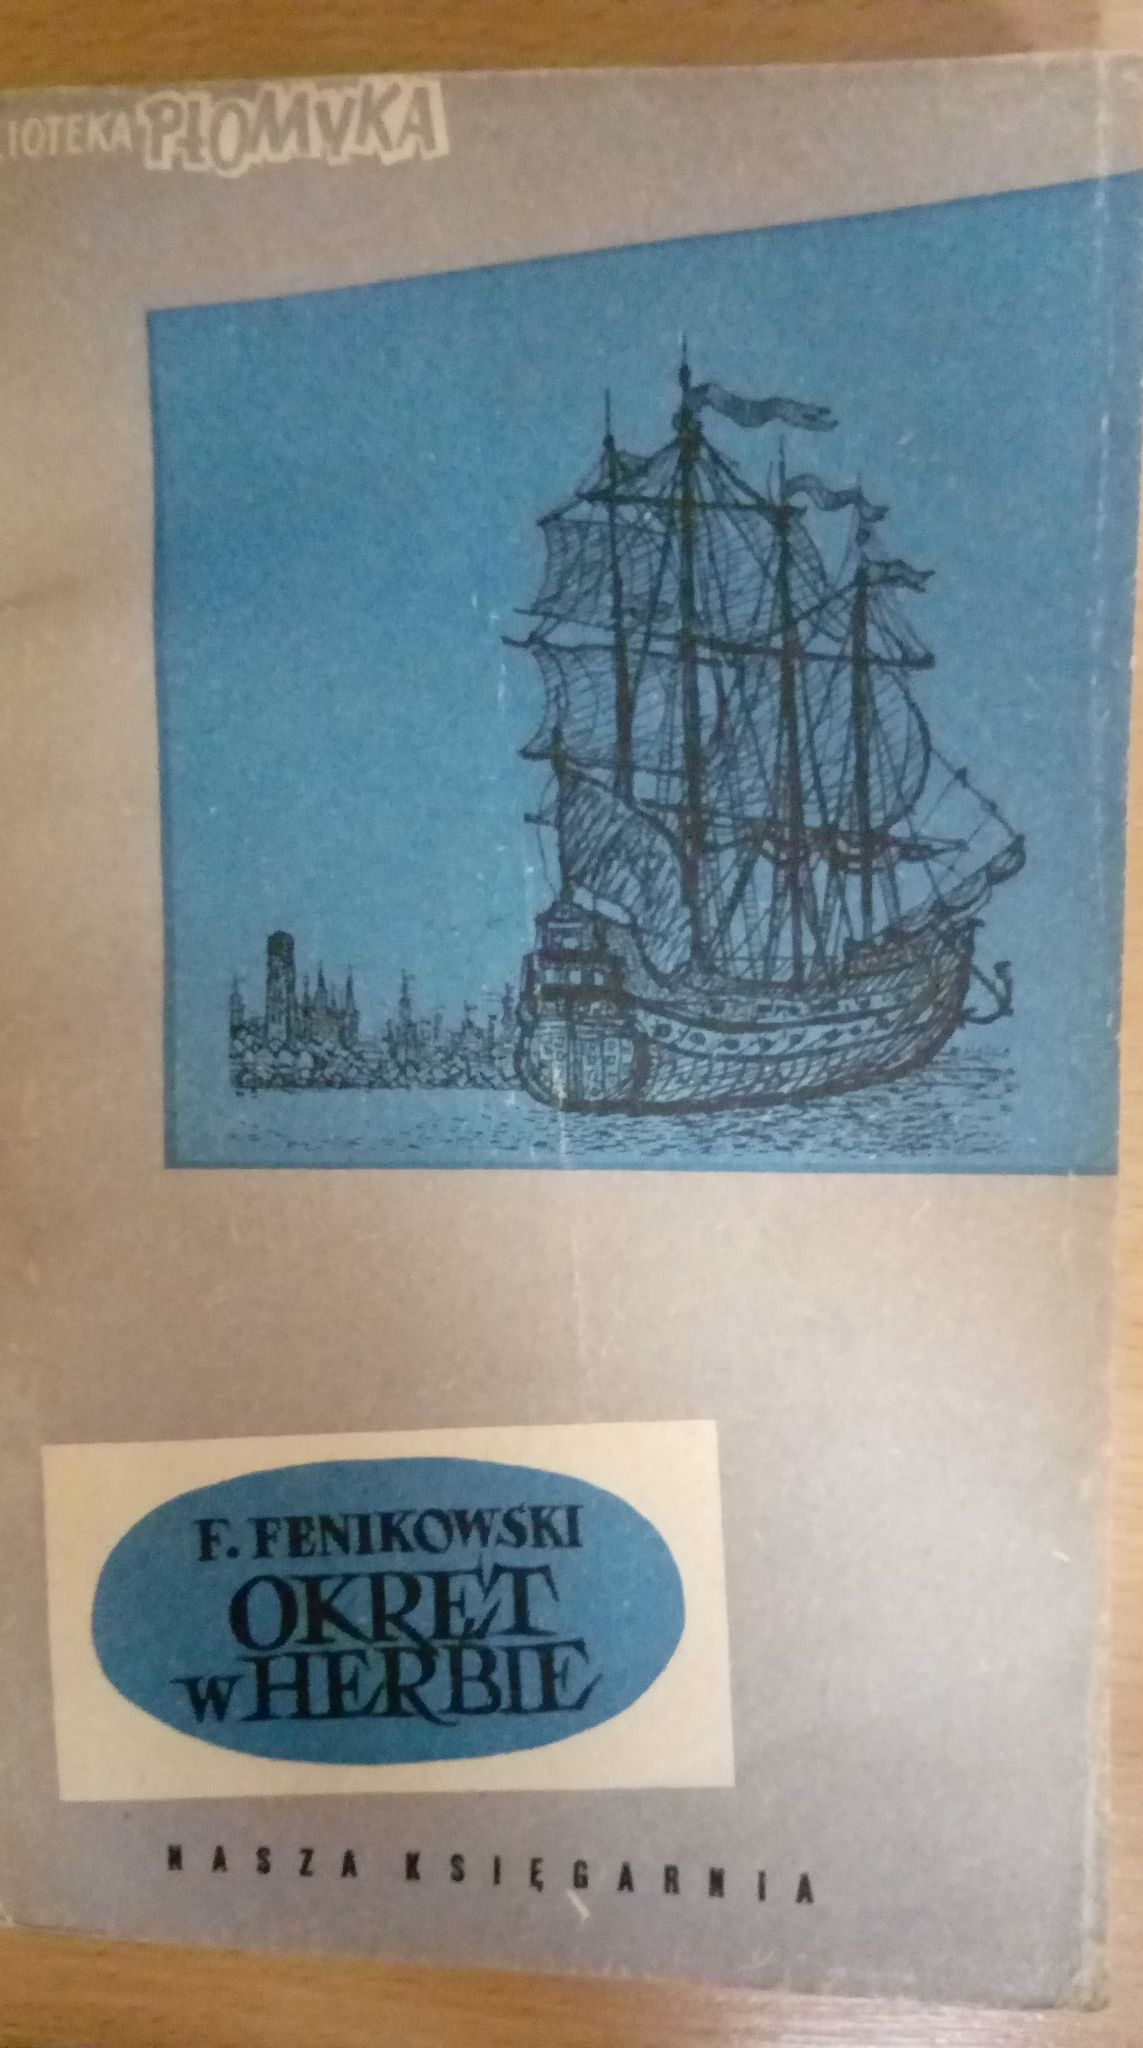 IOTEKA PŁOMYKA
F. FENIKOWSKI
OKRĘT
W HERBIE
NASZA KSIĘGARNIA